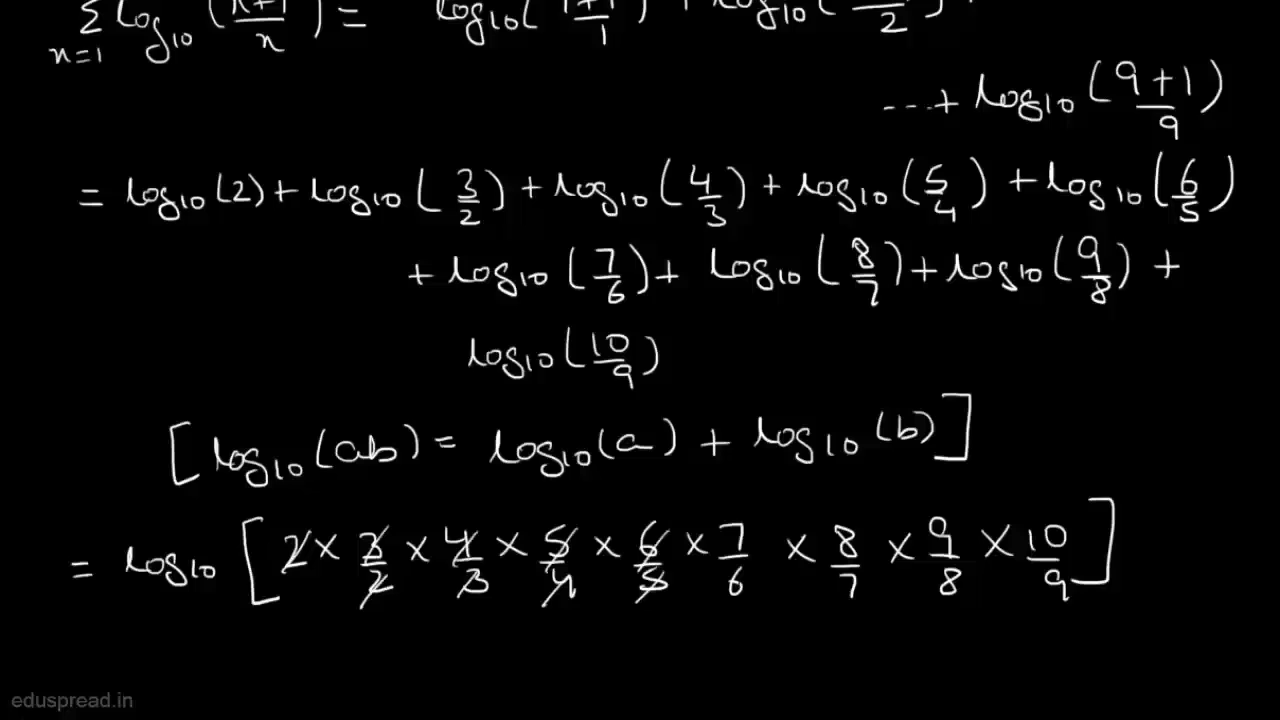 Σ log10 (n+1/n) = log10(1+1/1) + log10( /2)
n=1
...+ log10 (9+1/9)
= log10(2) + log10(3/2) + log10(4/3) + log10(5/4) + log10(6/5)
+ log10(7/6) + log10(8/7) + log10(9/8) +
log10(10/9)
[log10(ab) = log10(a) + log10(b)]
= log10 [2 × 3/2 × 4/3 × 5/4 × 6/5 × 7/6 × 8/7 × 9/8 × 10/9]
eduspread.in